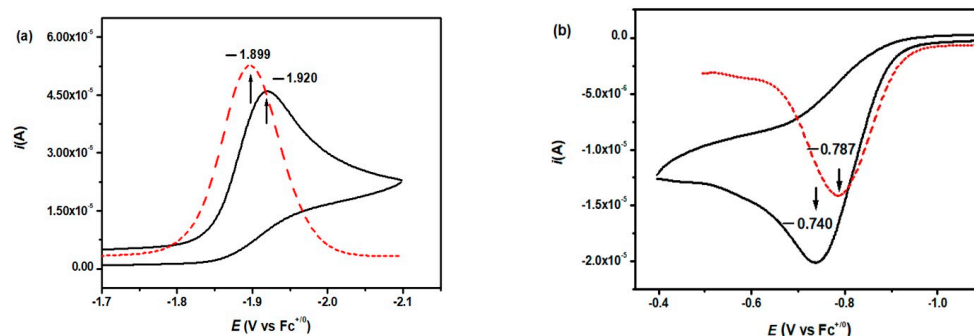 (a)
6.00x10⁻⁵
4.50x10⁻⁵
3.00x10⁻⁵
1.50x10⁻⁵
0.00
i(A)
−1.899
−1.920
-1.7 -1.8 -1.9 -2.0 -2.1
E (V vs Fc⁺ᐟ⁰)
(b)
0.0
-5.0x10⁻⁶
-1.0x10⁻⁵
-1.5x10⁻⁵
-2.0x10⁻⁵
i(A)
−0.787
−0.740
-0.4 -0.6 -0.8 -1.0
E (V vs Fc⁺ᐟ⁰)